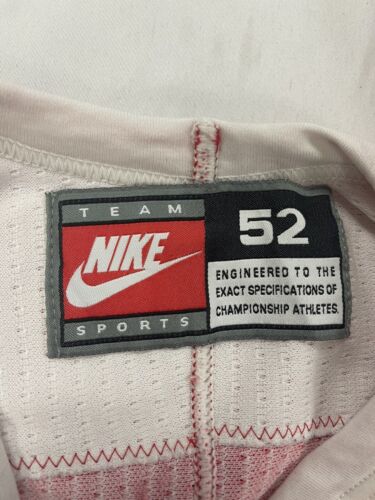 TEAM
NIKE
SPORTS
52
ENGINEERED TO THE
EXACT SPECIFICATIONS OF
CHAMPIONSHIP ATHLETES.